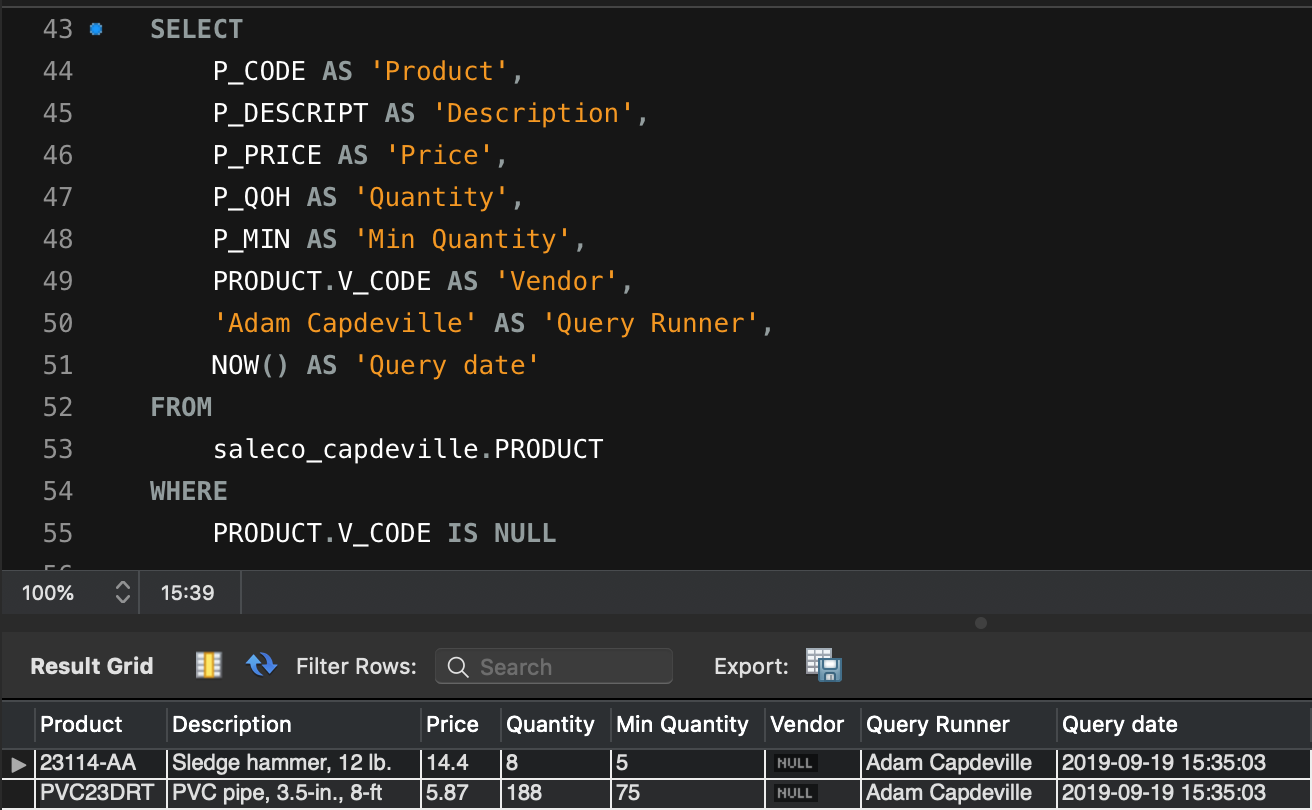 43 SELECT
44 P_CODE AS 'Product',
45 P_DESCRIPT AS 'Description',
46 P_PRICE AS 'Price',
47 P_QOH AS 'Quantity',
48 P_MIN AS 'Min Quantity',
49 PRODUCT.V_CODE AS 'Vendor',
50 'Adam Capdeville' AS 'Query Runner',
51 NOW() AS 'Query date'
52 FROM
53 saleco_capdeville.PRODUCT
54 WHERE
55 PRODUCT.V_CODE IS NULL
56
100% 15:39
Result Grid Filter Rows: Search Export:
Product Description Price Quantity Min Quantity Vendor Query Runner Query date
23114-AA Sledge hammer, 12 lb. 14.4 8 5 NULL Adam Capdeville 2019-09-19 15:35:03
PVC23DRT PVC pipe, 3.5-in., 8-ft 5.87 188 75 NULL Adam Capdeville 2019-09-19 15:35:03